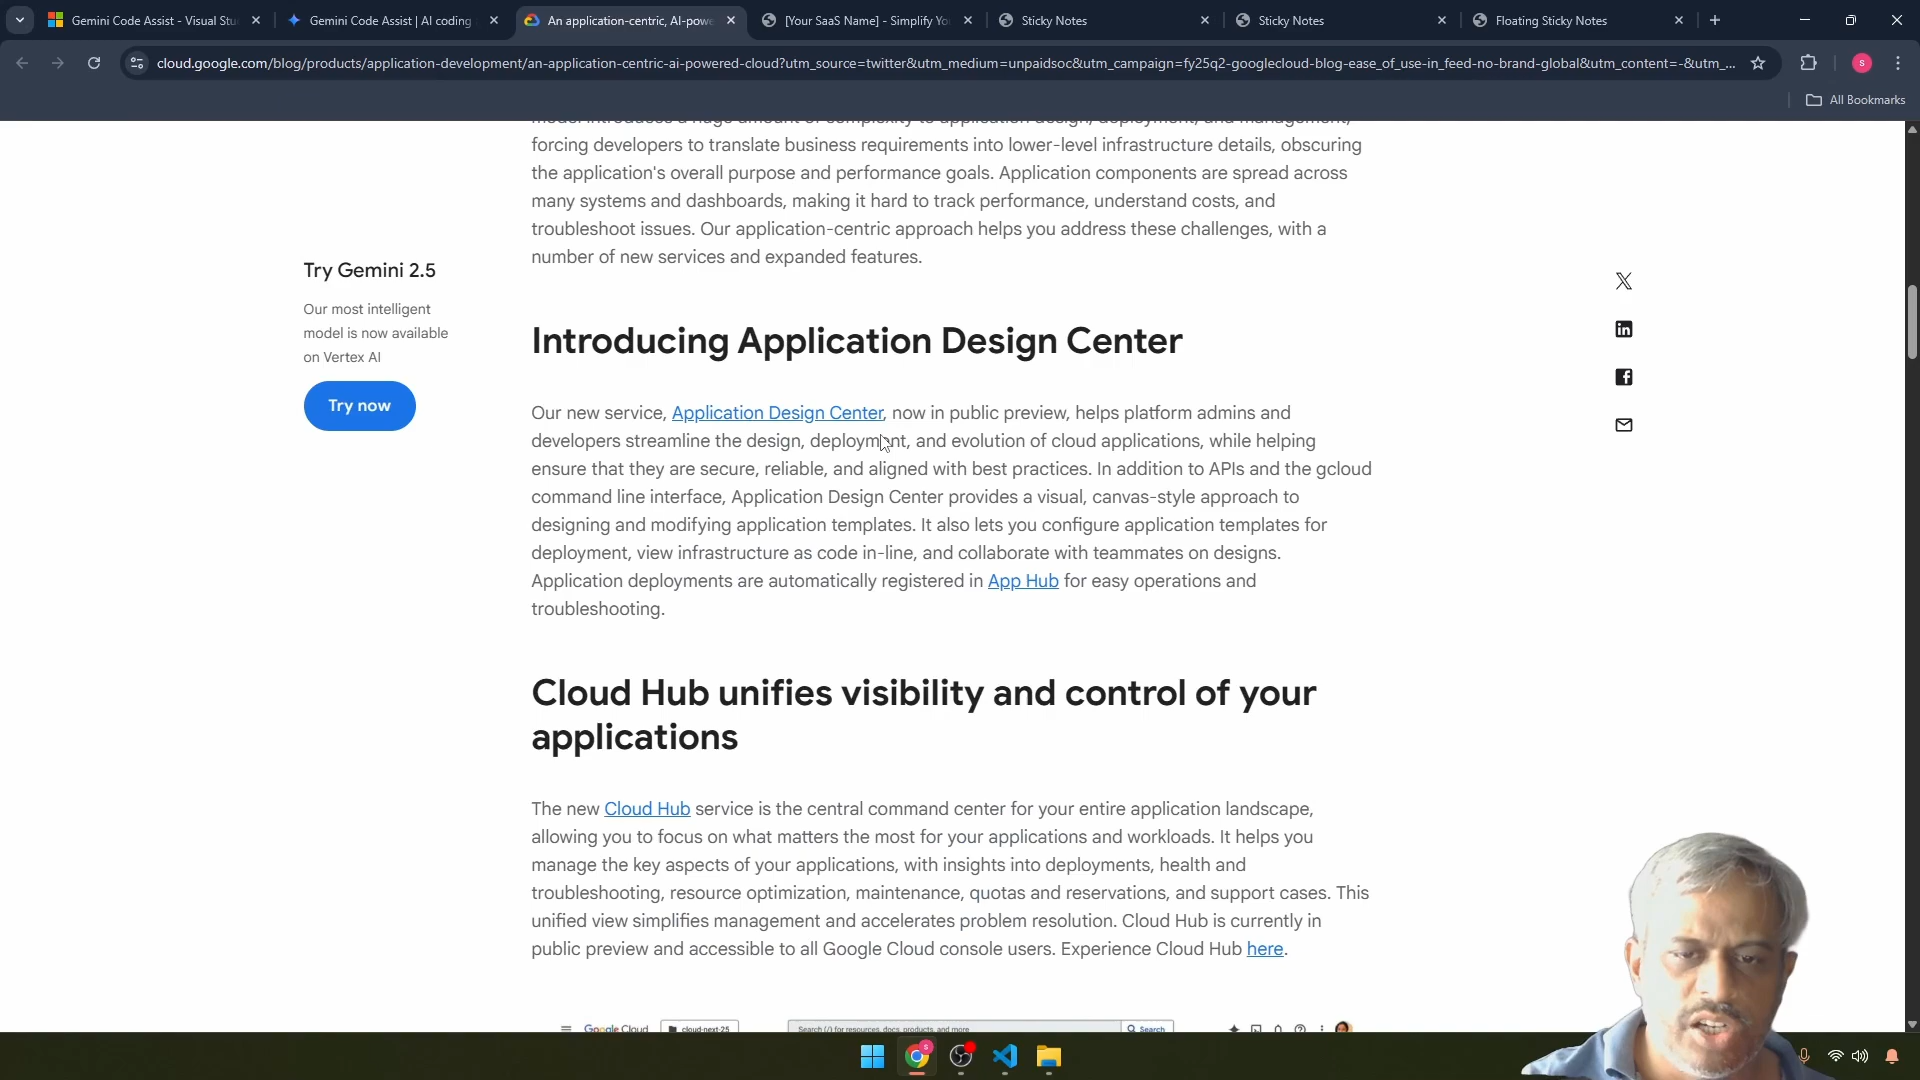 Gemini Code Assist - Visual Stu
Gemini Code Assist | AI coding
An application-centric, AI-powe
[Your SaaS Name] - Simplify Yo
Sticky Notes
Sticky Notes
Floating Sticky Notes
cloud.google.com/blog/products/application-development/an-application-centric-ai-powered-cloud?utm_source=twitter&utm_medium=unpaidsoc&utm_campaign=fy25q2-googlecloud-blog-ease_of_use-in_feed-no-brand-global&utm_content=-&utm_...
s
All Bookmarks
model introduces a huge amount of complexity to application design, deployment, and management,
forcing developers to translate business requirements into lower-level infrastructure details, obscuring
the application's overall purpose and performance goals. Application components are spread across
many systems and dashboards, making it hard to track performance, understand costs, and
troubleshoot issues. Our application-centric approach helps you address these challenges, with a
number of new services and expanded features.
Try Gemini 2.5
Our most intelligent
model is now available
on Vertex AI
Try now
Introducing Application Design Center
Our new service, Application Design Center, now in public preview, helps platform admins and
developers streamline the design, deployment, and evolution of cloud applications, while helping
ensure that they are secure, reliable, and aligned with best practices. In addition to APIs and the gcloud
command line interface, Application Design Center provides a visual, canvas-style approach to
designing and modifying application templates. It also lets you configure application templates for
deployment, view infrastructure as code in-line, and collaborate with teammates on designs.
Application deployments are automatically registered in App Hub for easy operations and
troubleshooting.
Cloud Hub unifies visibility and control of your
applications
The new Cloud Hub service is the central command center for your entire application landscape,
allowing you to focus on what matters the most for your applications and workloads. It helps you
manage the key aspects of your applications, with insights into deployments, health and
troubleshooting, resource optimization, maintenance, quotas and reservations, and support cases. This
unified view simplifies management and accelerates problem resolution. Cloud Hub is currently in
public preview and accessible to all Google Cloud console users. Experience Cloud Hub here.
Google Cloud
cloud-next-25
Search (/) for resources, docs, products, and more
Search